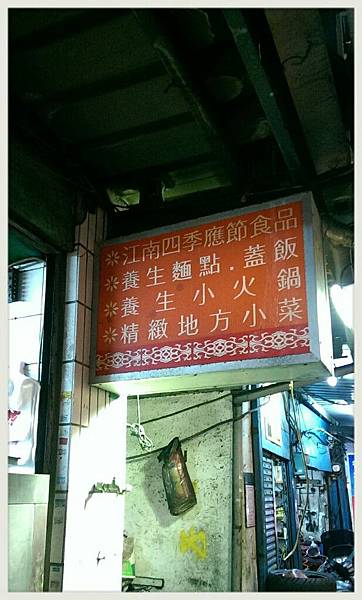 ※江南四季應節食品
※養生麵點．蓋飯
※養生小火鍋
※精緻地方小菜